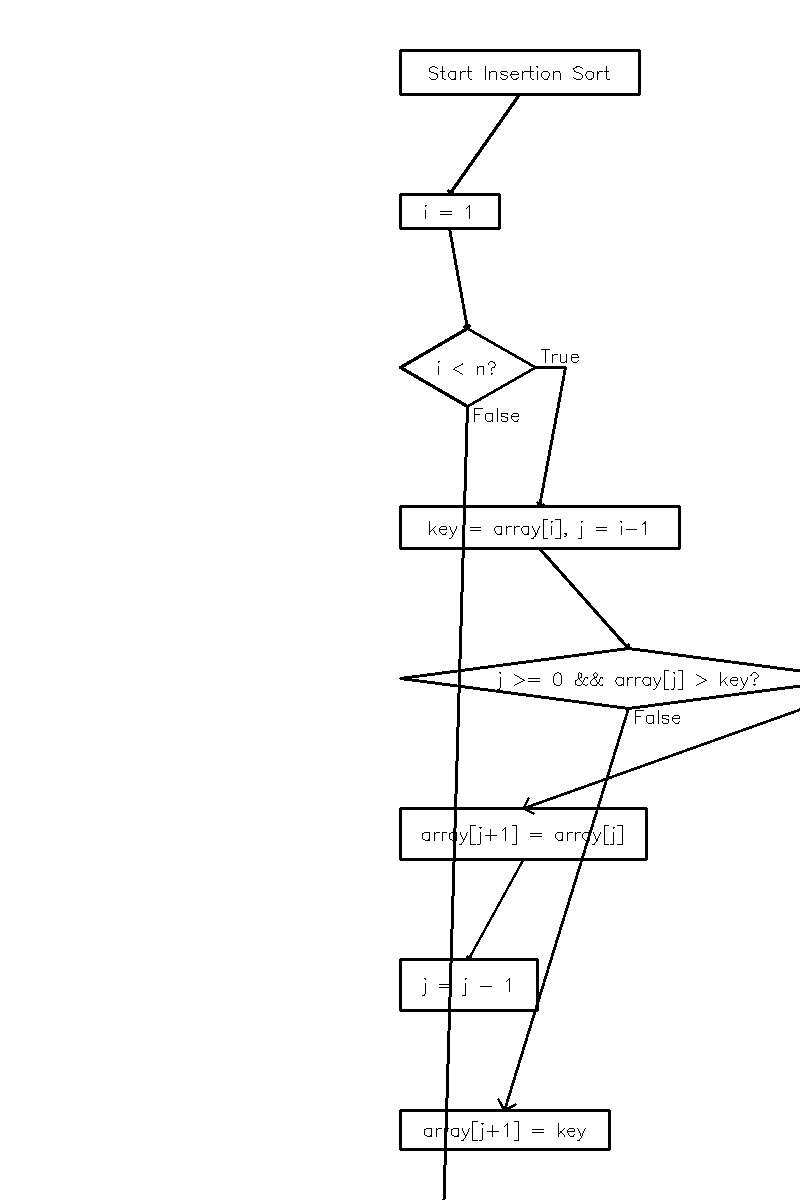 Start Insertion Sort
i = 1
i < n?
True
False
key = array[i], j = i-1
j >= 0 && array[j] > key?
False
array[j+1] = array[j]
j = j - 1
array[j+1] = key